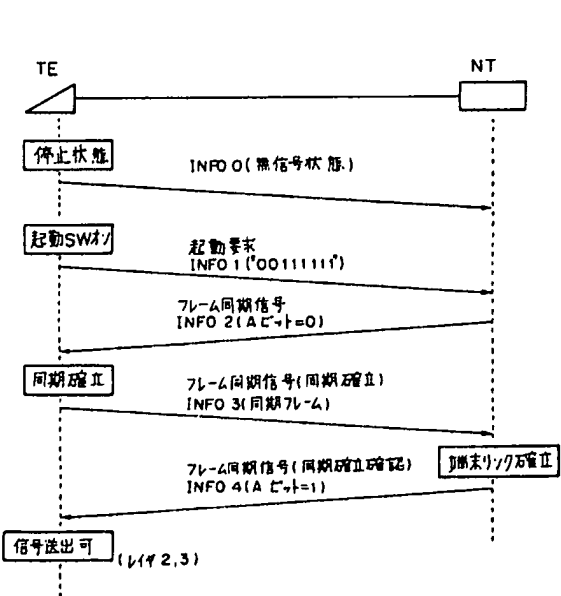 TE
NT
停止状態
INFO 0(無信号状態)
起動SWオン
起動要求
INFO 1("00111111")
フレーム同期信号
INFO 2(Aビット=0)
同期確立
フレーム同期信号(同期確立)
INFO 3(同期フレーム)
端末リンク確立
フレーム同期信号(同期確立確認)
INFO 4(Aビット=1)
信号送出可
(レイヤ2,3)